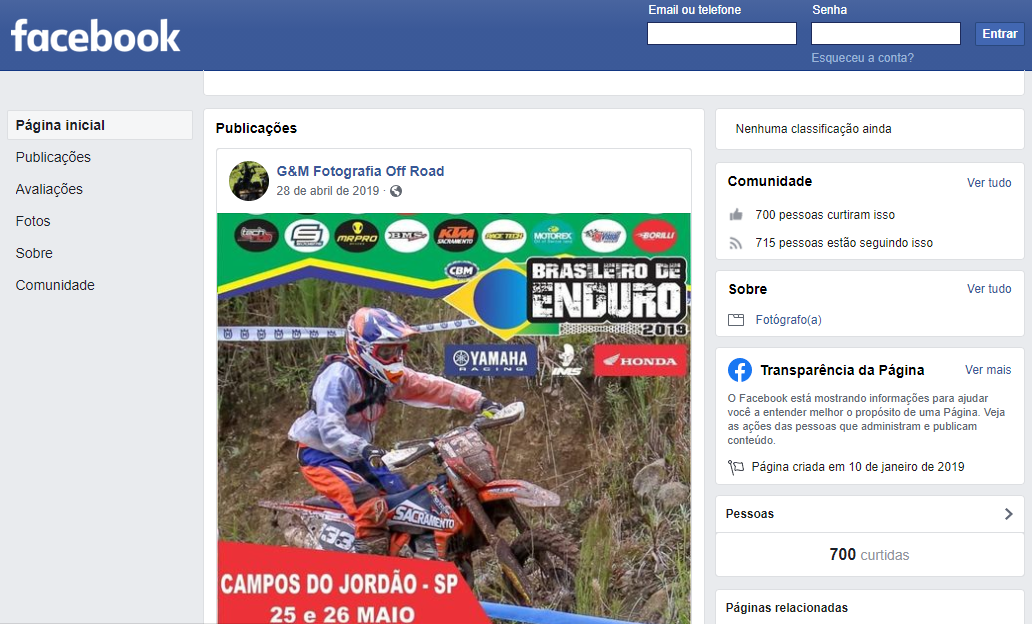 facebook
Email ou telefone
Senha
Entrar
Esqueceu a conta?
Página inicial
Publicações
Avaliações
Fotos
Sobre
Comunidade
Publicações
G&M Fotografia Off Road
28 de abril de 2019 ·
MRPRO
BMS
KTM
SACRAMENTO
RACE TECH
MOTOREX
BORILLI
CBM
BRASILEIRO DE
ENDURO
2019
YAMAHA
RACING
IMS
HONDA
SACRAMENTO
133
CAMPOS DO JORDÃO - SP
25 e 26 MAIO
Nenhuma classificação ainda
Comunidade
Ver tudo
700 pessoas curtiram isso
715 pessoas estão seguindo isso
Sobre
Ver tudo
Fotógrafo(a)
Transparência da Página
Ver mais
O Facebook está mostrando informações para ajudar
você a entender melhor o propósito de uma Página. Veja
as ações das pessoas que administram e publicam
conteúdo.
Página criada em 10 de janeiro de 2019
Pessoas
700 curtidas
Páginas relacionadas